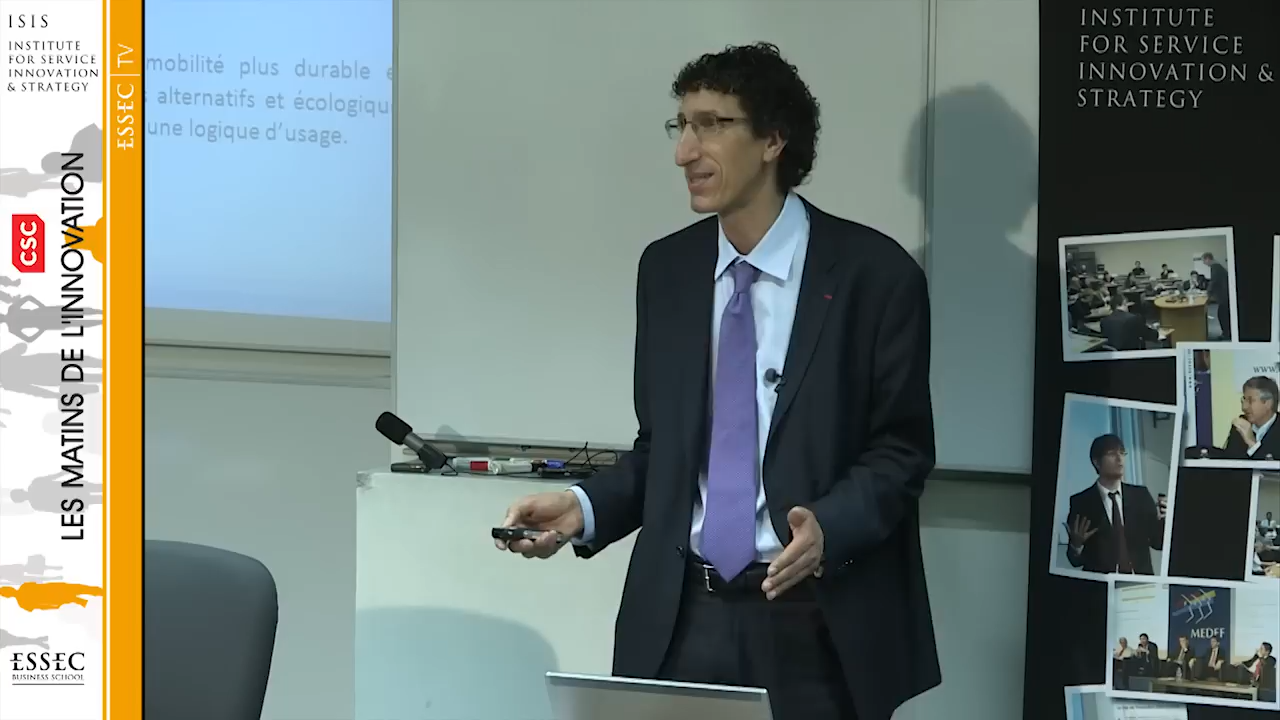 ISIS
INSTITUTE
FOR SERVICE
INNOVATION
& STRATEGY
ESSEC | TV
CSC
LES MATINS DE L'INNOVATION
ESSEC
BUSINESS SCHOOL
mobilité plus durable e
alternatifs et écologiqu
une logique d'usage.
INSTITUTE
FOR SERVICE
INNOVATION &
STRATEGY
MEDEF